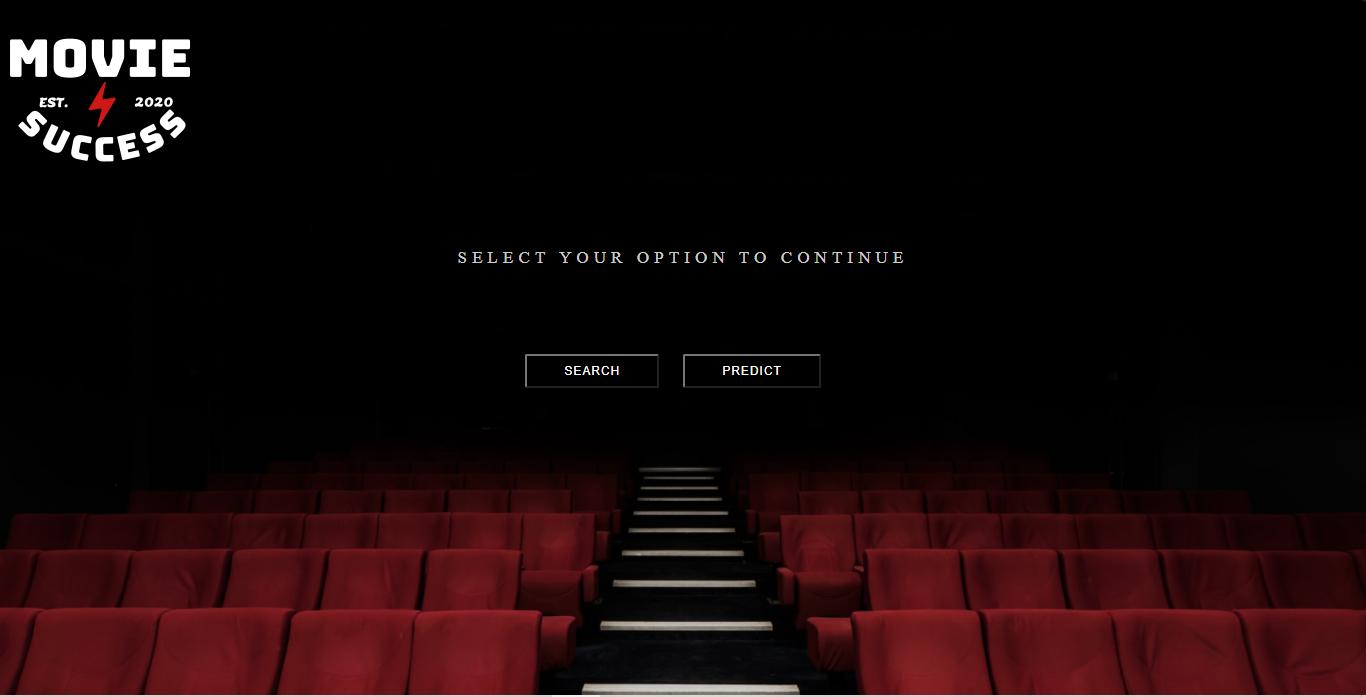 MOVIE
EST. 2020
SUCCESS
SELECT YOUR OPTION TO CONTINUE
SEARCH PREDICT